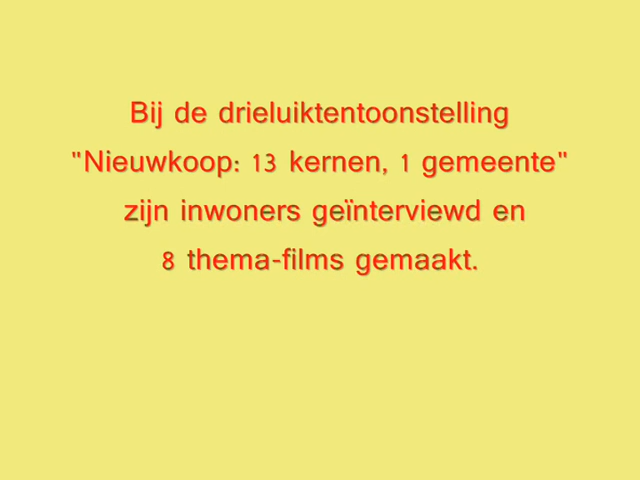 Bij de drieluiktentoonstelling
"Nieuwkoop: 13 kernen, 1 gemeente"
zijn inwoners geïnterviewd en
8 thema-films gemaakt.